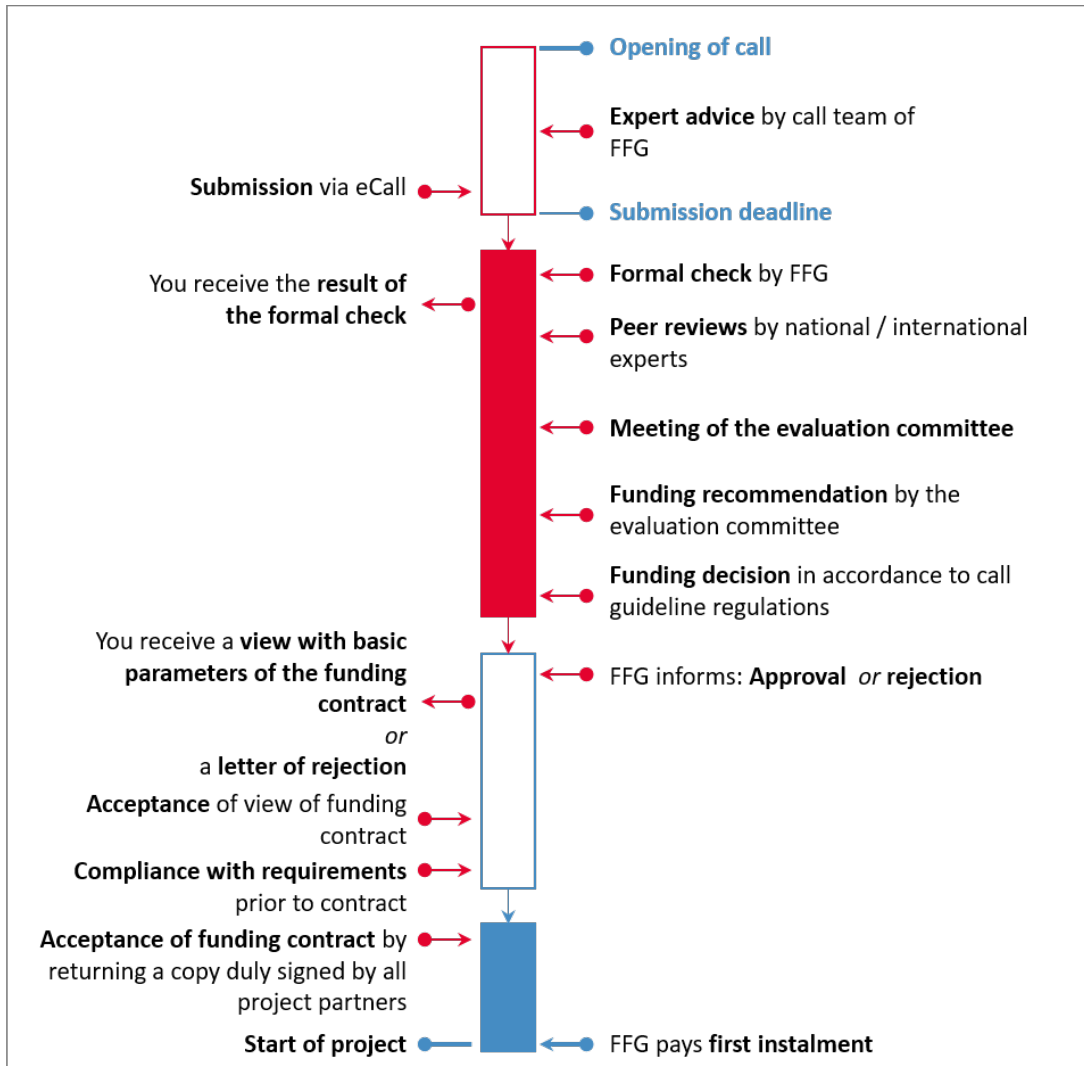 Opening of call
Expert advice by call team of
FFG
Submission via eCall
Submission deadline
Formal check by FFG
You receive the result of
the formal check
Peer reviews by national / international
experts
Meeting of the evaluation committee
Funding recommendation by the
evaluation committee
Funding decision in accordance to call
guideline regulations
You receive a view with basic
parameters of the funding
contract
or
a letter of rejection
FFG informs: Approval or rejection
Acceptance of view of funding
contract
Compliance with requirements
prior to contract
Acceptance of funding contract by
returning a copy duly signed by all
project partners
Start of project
FFG pays first instalment